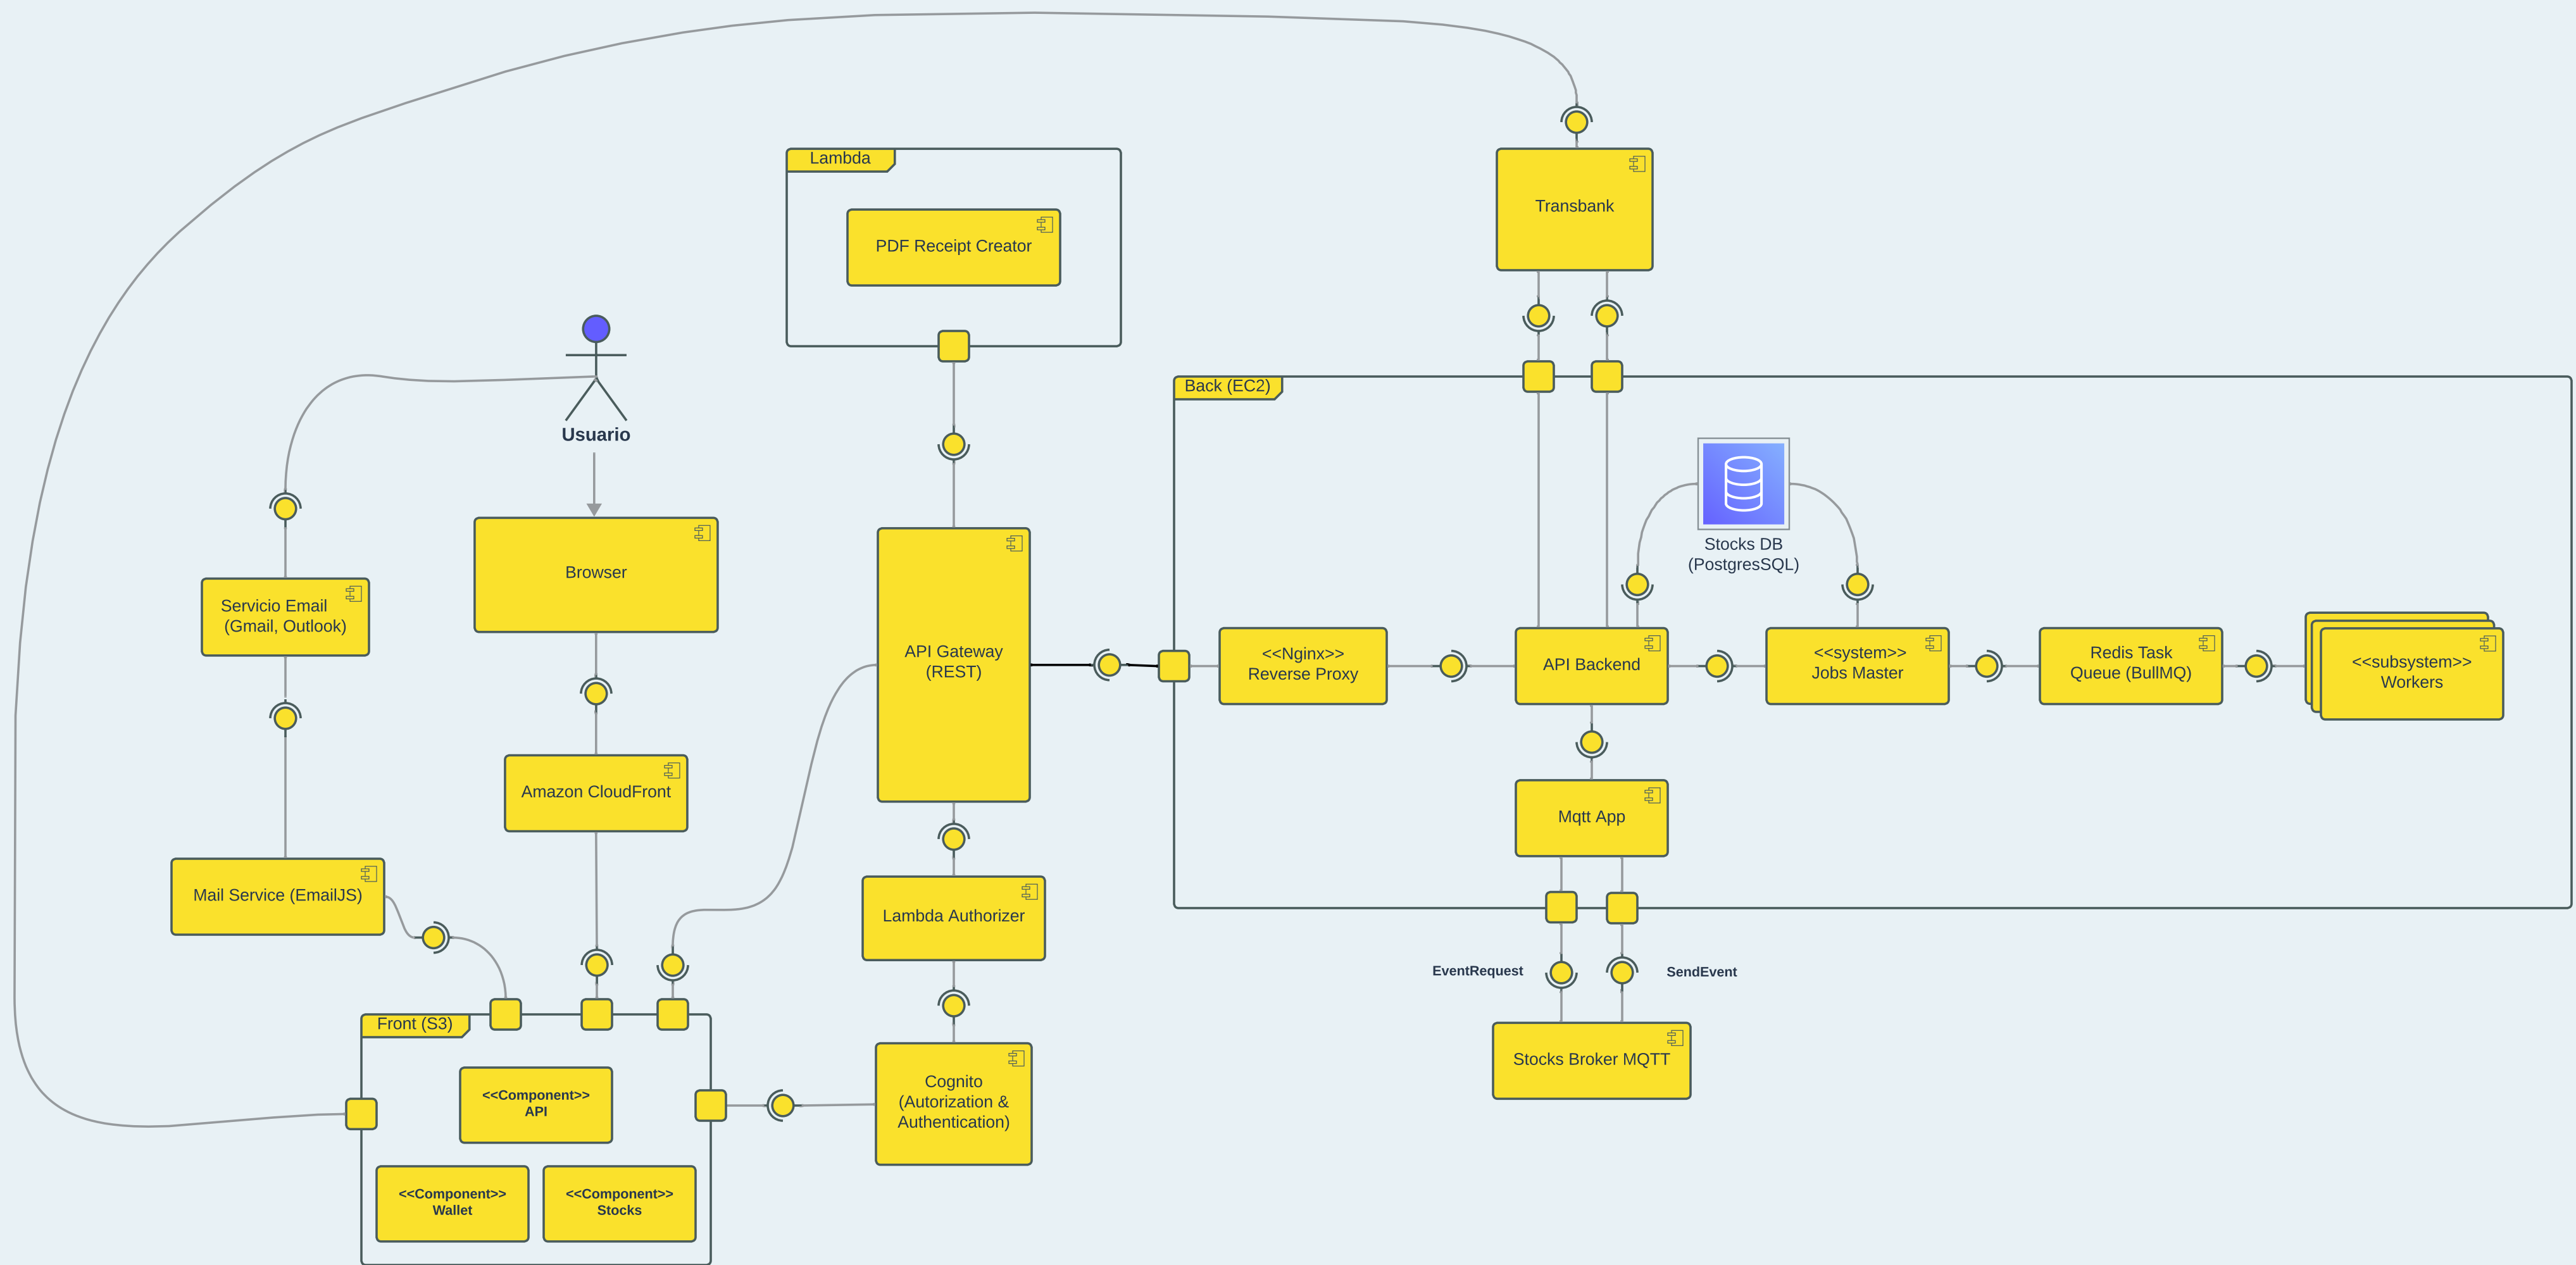 Lambda
PDF Receipt Creator
Transbank
Usuario
Back (EC2)
Stocks DB
(PostgresSQL)
Servicio Email
(Gmail, Outlook)
Browser
API Gateway
(REST)
<<Nginx>>
Reverse Proxy
API Backend
<<system>>
Jobs Master
Redis Task
Queue (BullMQ)
<<subsystem>>
Workers
Amazon CloudFront
Mqtt App
Mail Service (EmailJS)
Lambda Authorizer
EventRequest
SendEvent
Front (S3)
Stocks Broker MQTT
Cognito
(Autorization &
Authentication)
<<Component>>
API
<<Component>>
Wallet
<<Component>>
Stocks